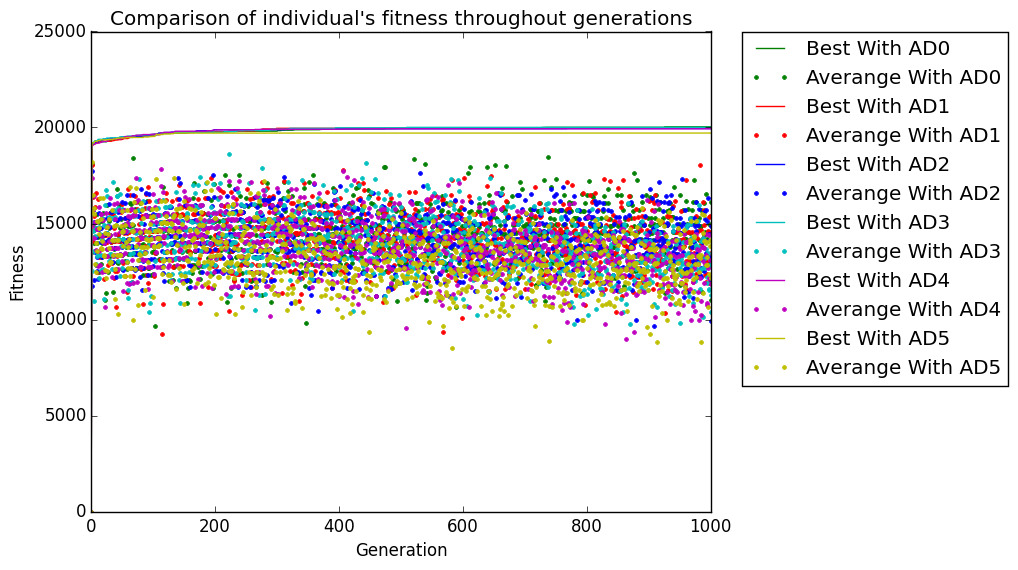 Comparison of individual's fitness throughout generations
25000
20000
15000
10000
5000
0
Fitness
0 200 400 600 800 1000
Generation
Best With AD0
Averange With AD0
Best With AD1
Averange With AD1
Best With AD2
Averange With AD2
Best With AD3
Averange With AD3
Best With AD4
Averange With AD4
Best With AD5
Averange With AD5